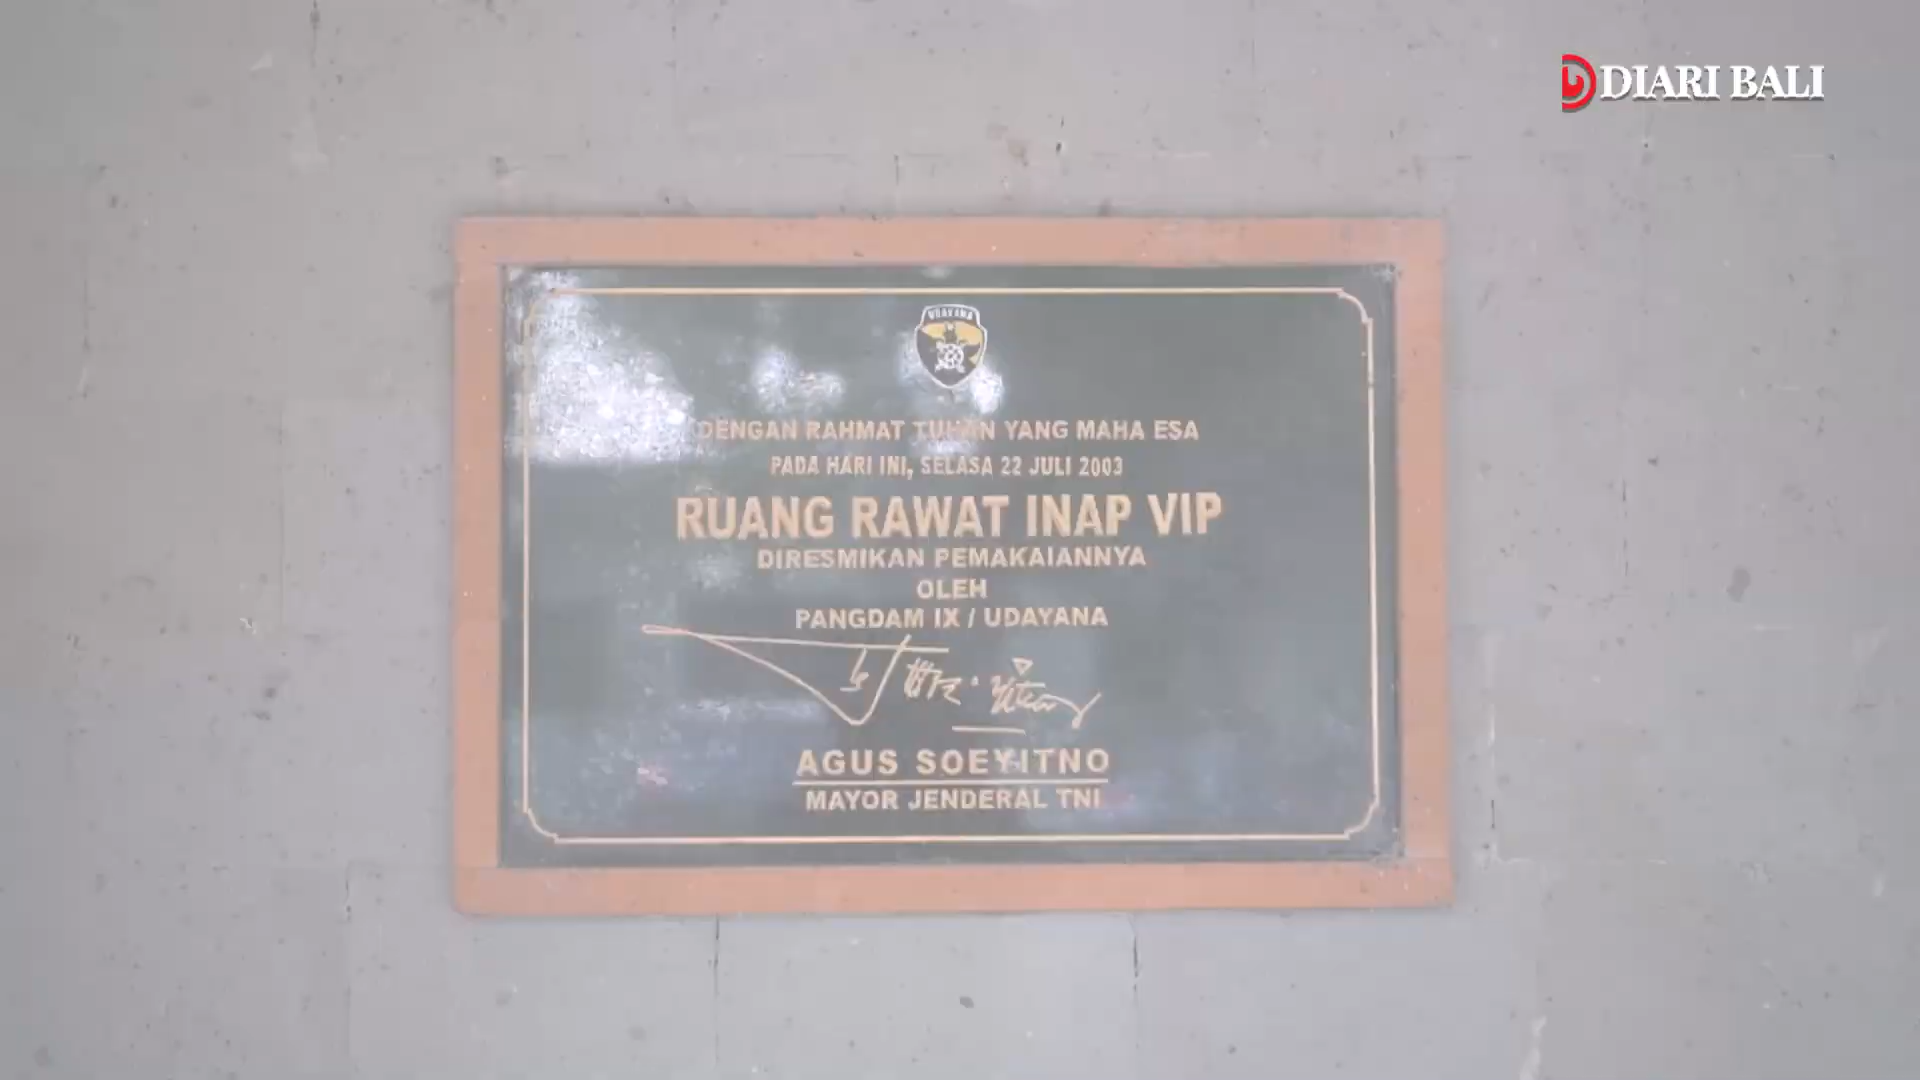 DIARI BALI
UDAYANA
DENGAN RAHMAT TUHAN YANG MAHA ESA
PADA HARI INI, SELASA 22 JULI 2003
RUANG RAWAT INAP VIP
DIRESMIKAN PEMAKAIANNYA
OLEH
PANGDAM IX / UDAYANA
AGUS SOEYITNO
MAYOR JENDERAL TNI